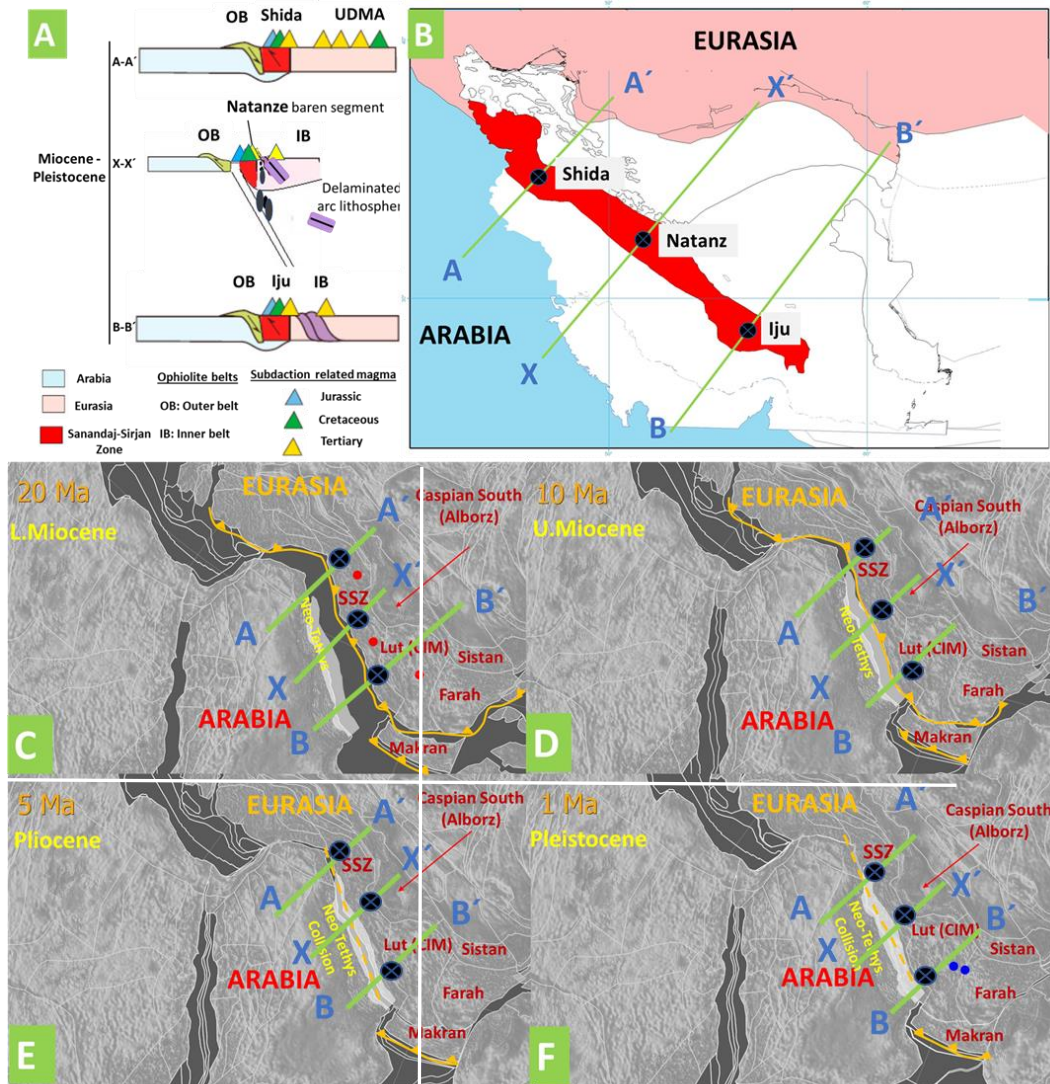 A
OB Shida UDMA
A-A´
Natanze baren segment
OB IB
Miocene -
Pleistocene
X-X´
Delaminated
arc lithospher
OB Iju IB
B-B´
Arabia
Eurasia
Sanandaj-Sirjan
Zone
Ophiolite belts
OB: Outer belt
IB: Inner belt
Subdaction related magma
Jurassic
Cretaceous
Tertiary
B
EURASIA
A´
X´
B´
Shida
Natanz
Iju
A
ARABIA
X
B
20 Ma
L.Miocene
EURASIA
A´
Caspian South
(Alborz)
X´
SSZ
B´
Neo-Tethys
A
Lut (CIM)
Sistan
X
Farah
ARABIA
B
Makran
C
10 Ma
U.Miocene
EURASIA
A´
Caspian South
(Alborz)
SSZ
X´
B´
Neo-Tethys
A
Lut (CIM)
Sistan
X
Farah
ARABIA
B
Makran
D
5 Ma
Pliocene
EURASIA
A´
Caspian South
(Alborz)
SSZ
X´
A
B´
Neo-Tethys
Collision
Lut (CIM)
Sistan
X
ARABIA
Farah
B
Makran
E
1 Ma
Pleistocene
EURASIA
A´
Caspian South
(Alborz)
SSZ
X´
A
Neo-Tethys
Collision
Lut (CIM)
B´
Sistan
X
ARABIA
Farah
B
Makran
F